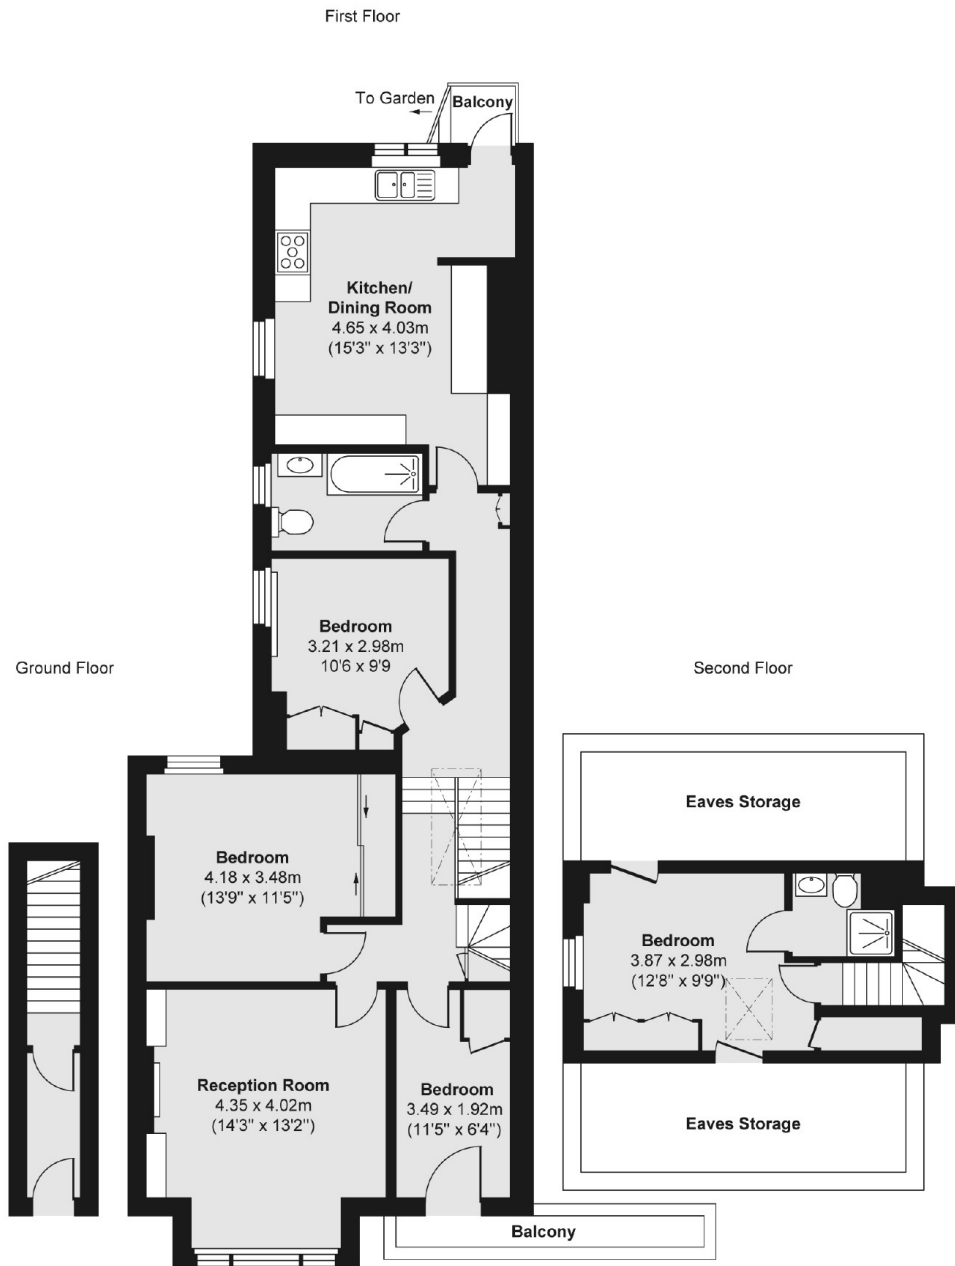 First Floor
To Garden
Balcony
Kitchen/
Dining Room
4.65 x 4.03m
(15'3" x 13'3")
Bedroom
3.21 x 2.98m
10'6 x 9'9
Ground Floor
Second Floor
Eaves Storage
Bedroom
4.18 x 3.48m
(13'9" x 11'5")
Bedroom
3.87 x 2.98m
(12'8" x 9'9")
Reception Room
4.35 x 4.02m
(14'3" x 13'2")
Bedroom
3.49 x 1.92m
(11'5" x 6'4")
Eaves Storage
Balcony